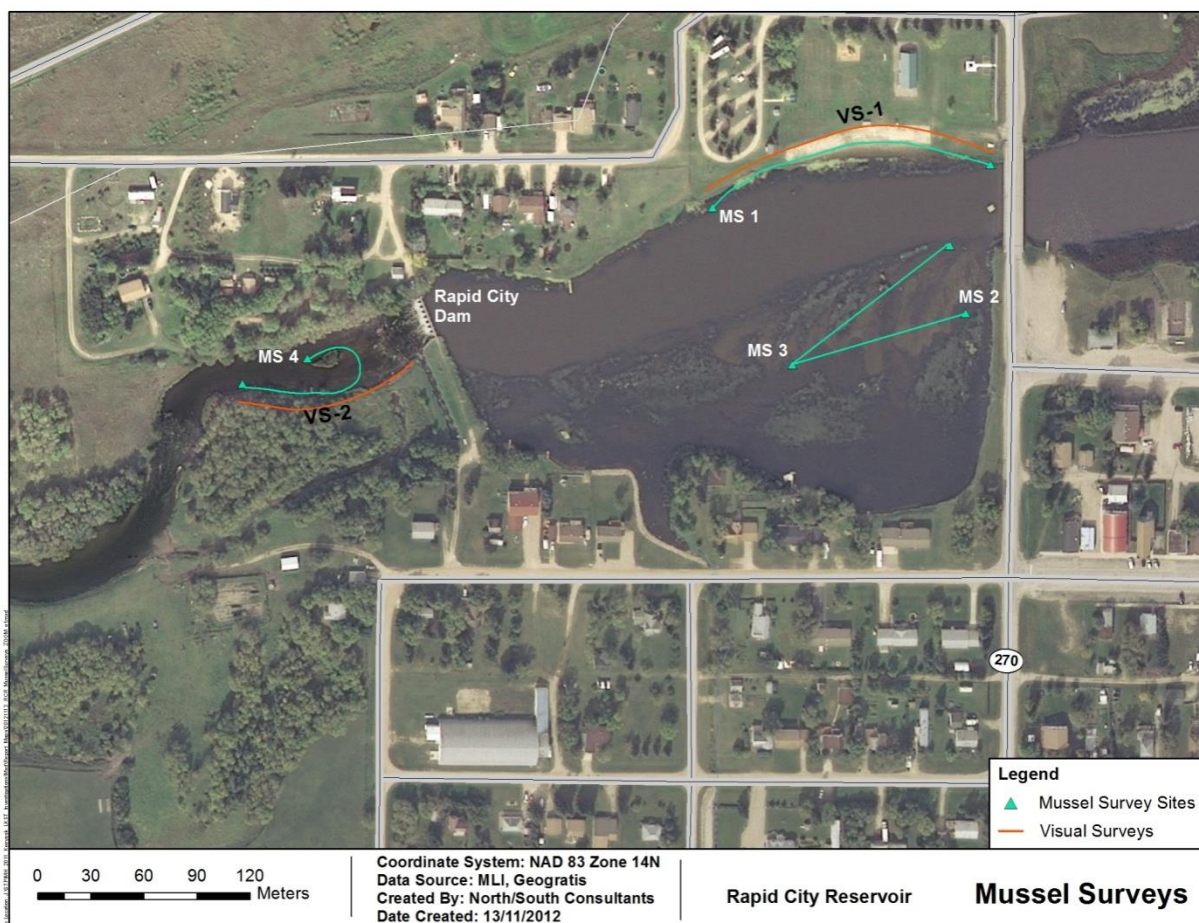 VS-1
MS 1
MS 2
Rapid City
Dam
MS 3
MS 4
VS-2
270
Legend
Mussel Survey Sites
Visual Surveys
0 30 60 90 120
Meters
Coordinate System: NAD 83 Zone 14N
Data Source: MLI, Geogratis
Created By: North/South Consultants
Date Created: 13/11/2012
Rapid City Reservoir
Mussel Surveys